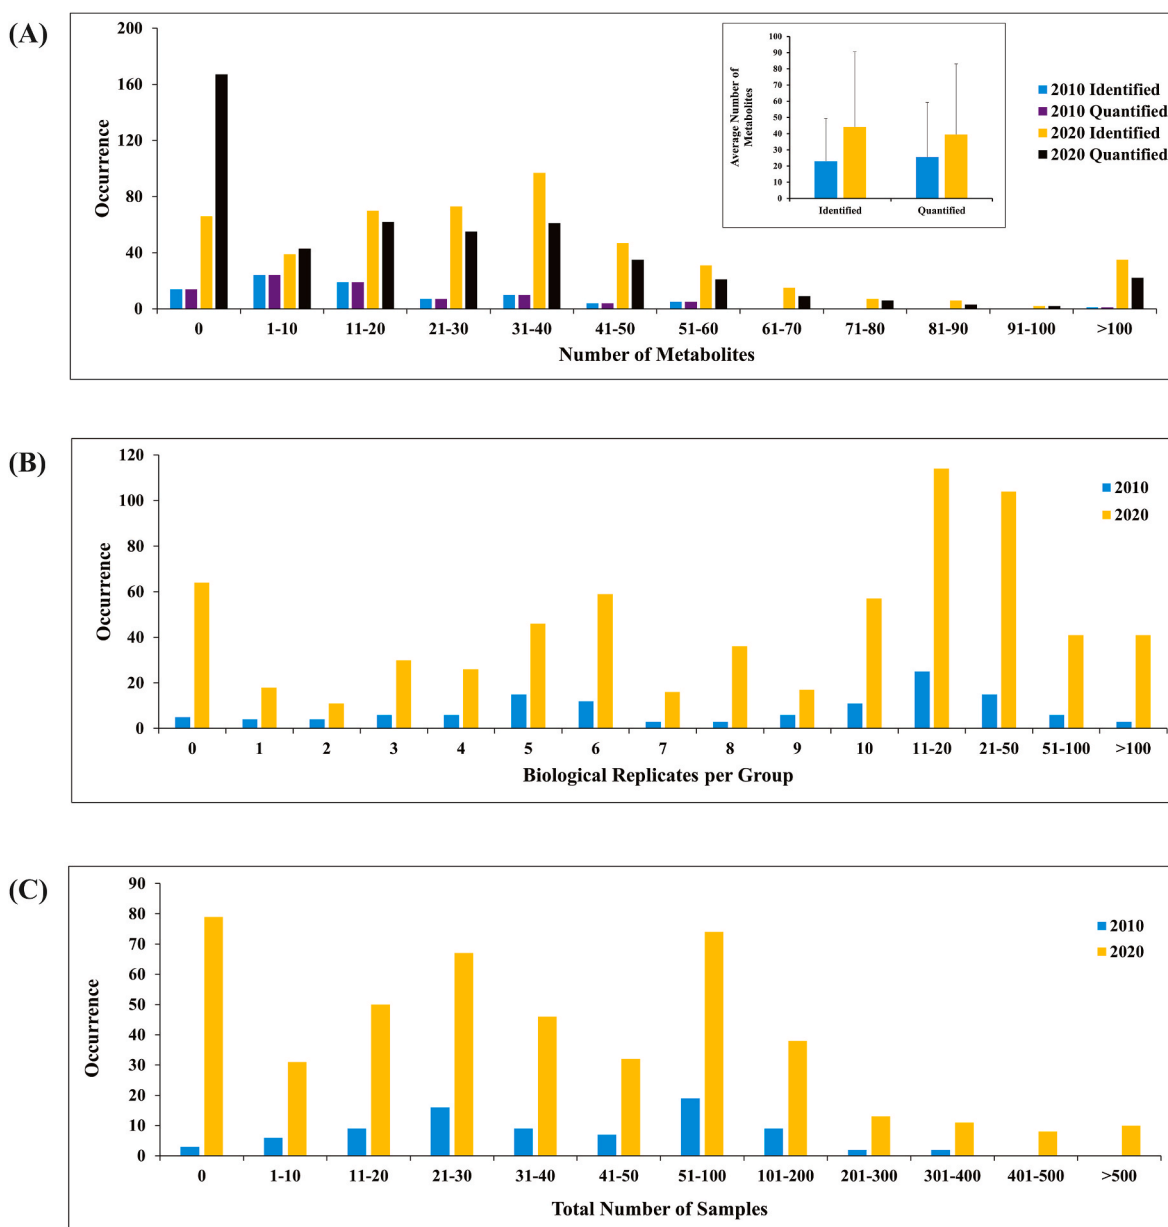 (A)
200
160
120
80
40
0
Occurrence
0 1-10 11-20 21-30 31-40 41-50 51-60 61-70 71-80 81-90 91-100 >100
Number of Metabolites
100
90
80
70
60
50
40
30
20
10
0
Average Number of
Metabolites
Identified Quantified
2010 Identified
2010 Quantified
2020 Identified
2020 Quantified
(B)
120
100
80
60
40
20
0
Occurrence
0 1 2 3 4 5 6 7 8 9 10 11-20 21-50 51-100 >100
Biological Replicates per Group
2010
2020
(C)
90
80
70
60
50
40
30
20
10
0
Occurrence
0 1-10 11-20 21-30 31-40 41-50 51-100 101-200 201-300 301-400 401-500 >500
Total Number of Samples
2010
2020